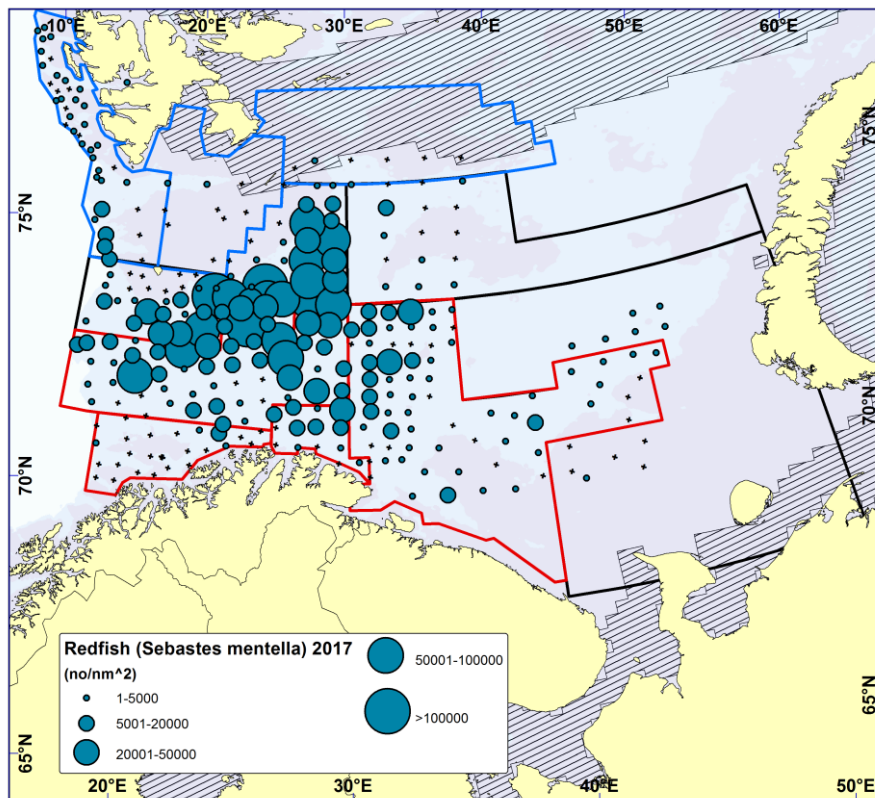 10°E 20°E 30°E 40°E 50°E 60°E
75°N
75°N
70°N
70°N
65°N
65°N
Redfish (Sebastes mentella) 2017
(no/nm^2)
1-5000
5001-20000
20001-50000
50001-100000
>100000
20°E 30°E 40°E 50°E